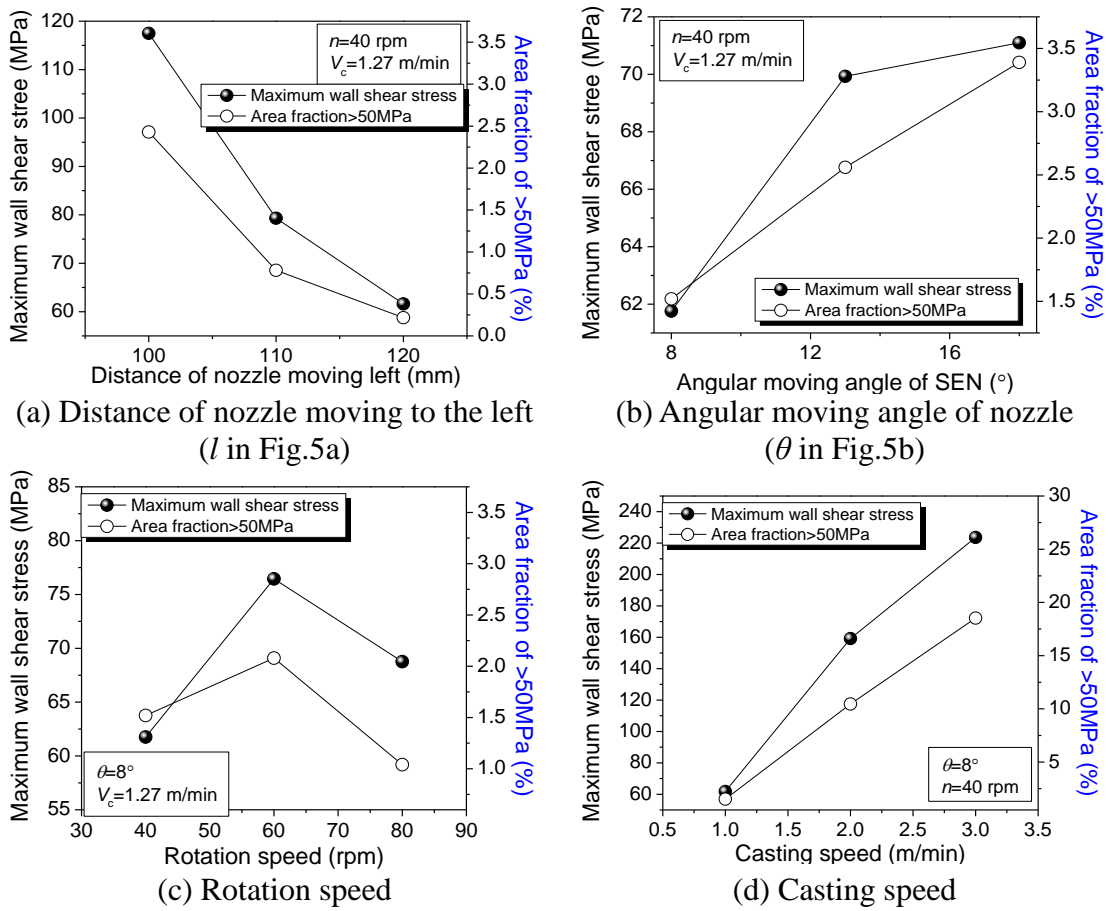 120
115
110
105
100
95
90
85
80
75
70
65
60
Maximum wall shear stree (MPa)
n=40 rpm
Vc=1.27 m/min
Maximum wall shear stress
Area fraction>50MPa
3.5
3.0
2.5
2.0
1.5
1.0
0.5
0.0
Area fraction of >50MPa (%)
100 110 120
Distance of nozzle moving left (mm)
(a) Distance of nozzle moving to the left
(l in Fig.5a)
72
70
68
66
64
62
Maximum wall shear stree (MPa)
n=40 rpm
Vc=1.27 m/min
Maximum wall shear stress
Area fraction>50MPa
3.5
3.0
2.5
2.0
1.5
Area fraction of >50MPa (%)
8 12 16
Angular moving angle of SEN (°)
(b) Angular moving angle of nozzle
(θ in Fig.5b)
85
80
75
70
65
60
55
Maximum wall shear stress (MPa)
Maximum wall shear stress
Area fraction>50MPa
θ=8°
Vc=1.27 m/min
3.5
3.0
2.5
2.0
1.5
1.0
Area fraction of >50MPa (%)
30 40 50 60 70 80 90
Rotation speed (rpm)
(c) Rotation speed
240
220
200
180
160
140
120
100
80
60
Maximum wall shear stress (MPa)
Maximum wall shear stress
Area fraction>50MPa
θ=8°
n=40 rpm
30
25
20
15
10
5
Area fraction of >50MPa (%)
0.5 1.0 1.5 2.0 2.5 3.0 3.5
Casting speed (m/min)
(d) Casting speed